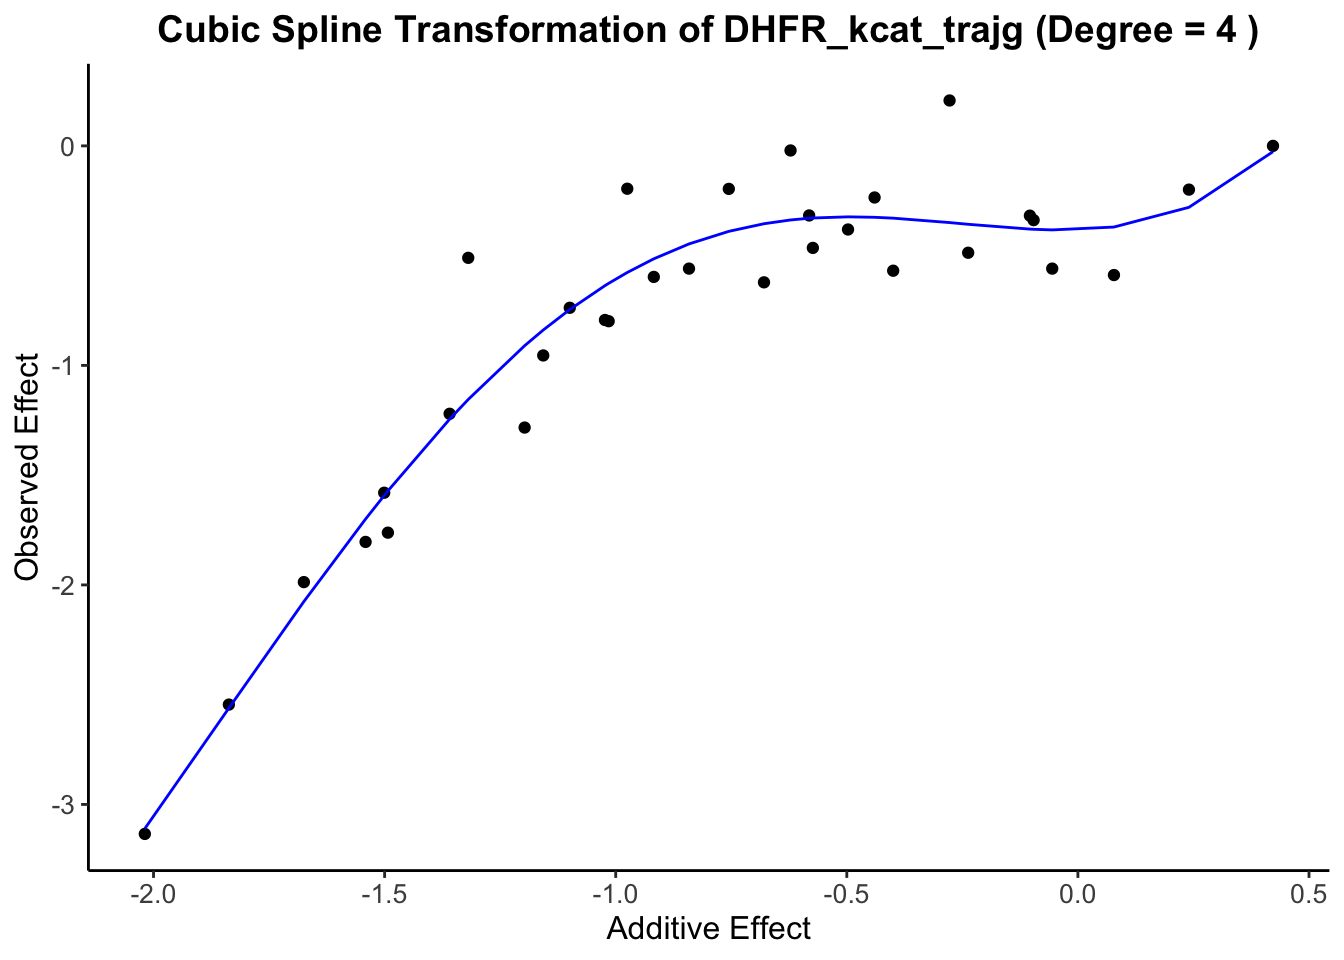 Cubic Spline Transformation of DHFR_kcat_trajg (Degree = 4 )
0
-1
-2
-3
Observed Effect
-2.0 -1.5 -1.0 -0.5 0.0 0.5
Additive Effect